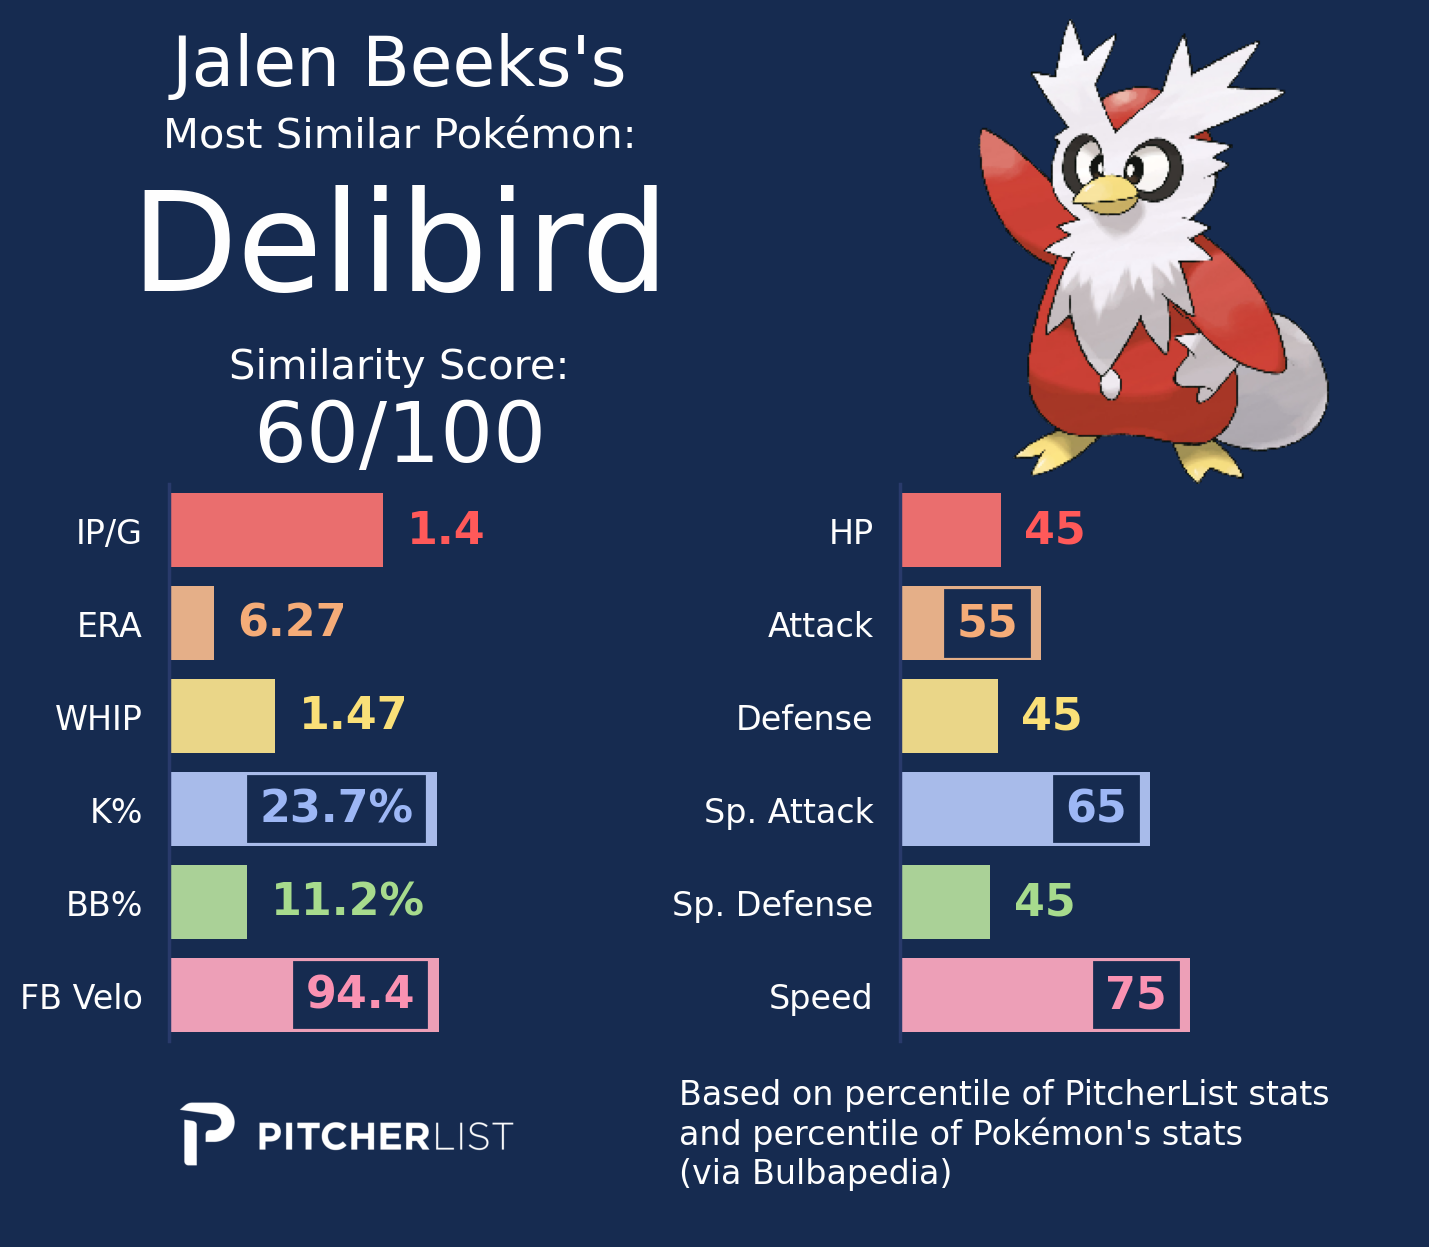 Jalen Beeks's
Most Similar Pokémon:
Delibird
Similarity Score:
60/100
IP/G 1.4
ERA 6.27
WHIP 1.47
K% 23.7%
BB% 11.2%
FB Velo 94.4
HP 45
Attack 55
Defense 45
Sp. Attack 65
Sp. Defense 45
Speed 75
PITCHERLIST
Based on percentile of PitcherList stats
and percentile of Pokémon's stats
(via Bulbapedia)